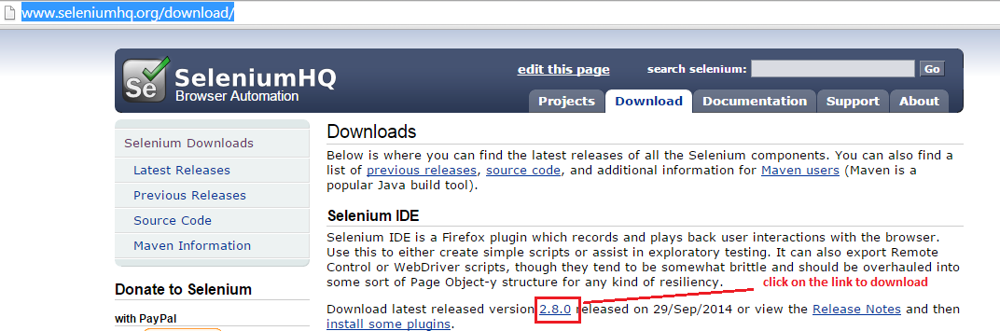 www.seleniumhq.org/download/
Se
SeleniumHQ
Browser Automation
edit this page
search selenium:
Go
Projects
Download
Documentation
Support
About
Selenium Downloads
Latest Releases
Previous Releases
Source Code
Maven Information
Donate to Selenium
with PayPal
Downloads
Below is where you can find the latest releases of all the Selenium components. You can also find a
list of previous releases, source code, and additional information for Maven users (Maven is a
popular Java build tool).
Selenium IDE
Selenium IDE is a Firefox plugin which records and plays back user interactions with the browser.
Use this to either create simple scripts or assist in exploratory testing. It can also export Remote
Control or WebDriver scripts, though they tend to be somewhat brittle and should be overhauled into
some sort of Page Object-y structure for any kind of resiliency.
click on the link to download
Download latest released version 2.8.0 released on 29/Sep/2014 or view the Release Notes and then
install some plugins.